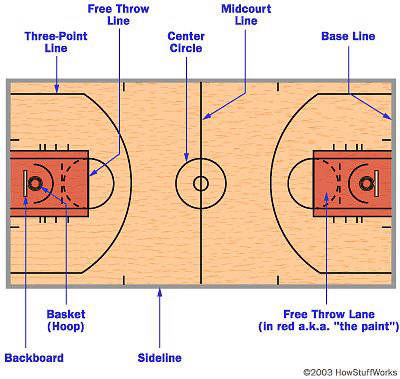 Free Throw
Line
Three-Point
Line
Center
Circle
Midcourt
Line
Base Line
Basket
(Hoop)
Free Throw Lane
(in red a.k.a. "the paint")
Backboard
Sideline
©2003 HowStuffWorks